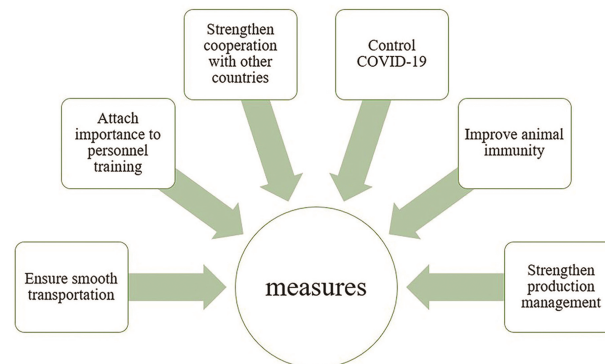 Strengthen
cooperation
with other
countries
Control
COVID-19
Attach
importance to
personnel
training
Improve animal
immunity
Ensure smooth
transportation
measures
Strengthen
production
management